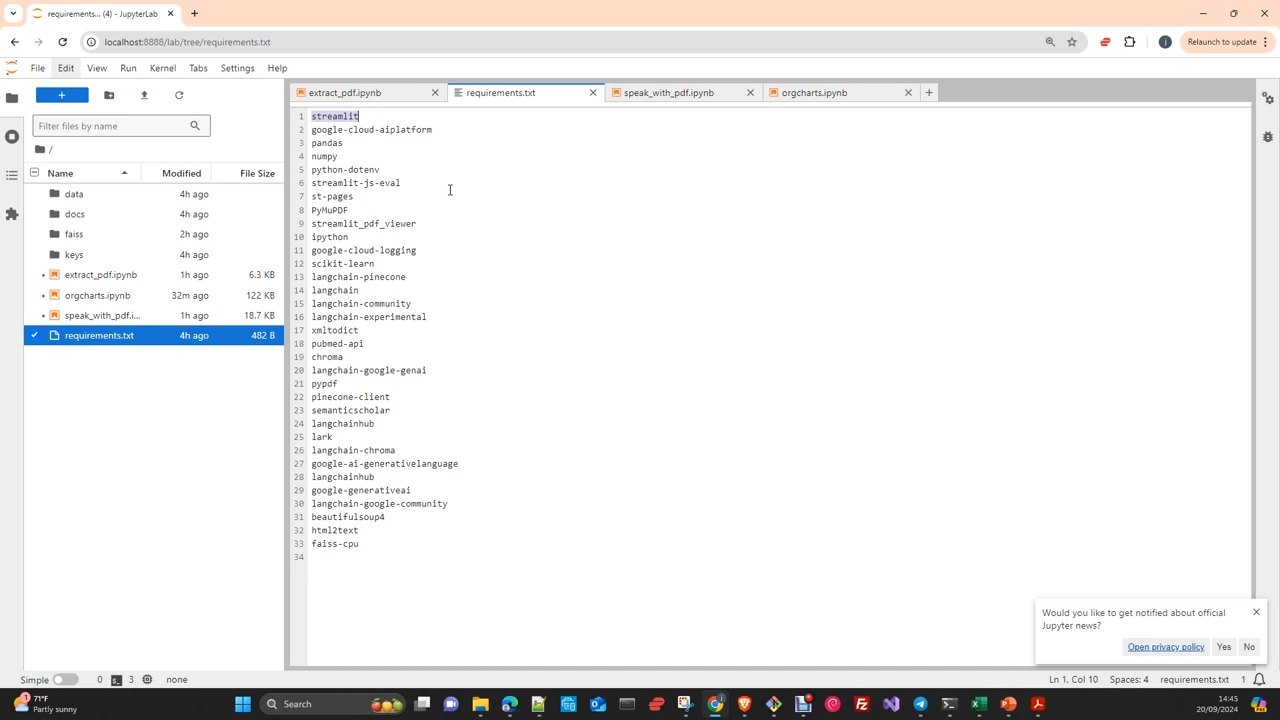 requirements... (4) - JupyterLab
localhost:8888/lab/tree/requirements.txt
Relaunch to update
File Edit View Run Kernel Tabs Settings Help
Filter files by name
/
Name Modified File Size
data 4h ago
docs 4h ago
faiss 2h ago
keys 4h ago
extract_pdf.ipynb 1h ago 6.3 KB
orgcharts.ipynb 32m ago 122 KB
speak_with_pdf.i... 1h ago 18.7 KB
requirements.txt 4h ago 482 B
extract_pdf.ipynb requirements.txt speak_with_pdf.ipynb orgcharts.ipynb
1 streamlit
2 google-cloud-aiplatform
3 pandas
4 numpy
5 python-dotenv
6 streamlit-js-eval
7 st-pages
8 PyMuPDF
9 streamlit_pdf_viewer
10 ipython
11 google-cloud-logging
12 scikit-learn
13 langchain-pinecone
14 langchain
15 langchain-community
16 langchain-experimental
17 xmltodict
18 pubmed-api
19 chroma
20 langchain-google-genai
21 pypdf
22 pinecone-client
23 semanticscholar
24 langchainhub
25 lark
26 langchain-chroma
27 google-ai-generativelanguage
28 langchainhub
29 google-generativeai
30 langchain-google-community
31 beautifulsoup4
32 html2text
33 faiss-cpu
34
Would you like to get notified about official
Jupyter news?
Open privacy policy Yes No
Simple 0 3 none Ln 1, Col 10 Spaces: 4 requirements.txt 1
71°F
Partly sunny
Search
14:45
20/09/2024